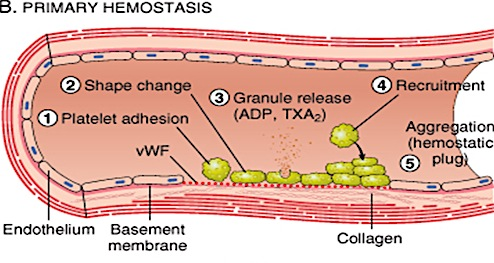 B. PRIMARY HEMOSTASIS
2 Shape change
3 Granule release
(ADP, TXA₂)
4 Recruitment
1 Platelet adhesion
Aggregation
(hemostatic
plug)
5
vWF
Endothelium
Basement
membrane
Collagen